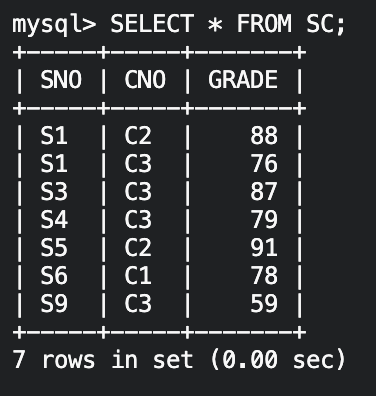 mysql> SELECT * FROM SC;
+------+------+-------+
| SNO  | CNO  | GRADE |
+------+------+-------+
| S1   | C2   |    88 |
| S1   | C3   |    76 |
| S3   | C3   |    87 |
| S4   | C3   |    79 |
| S5   | C2   |    91 |
| S6   | C1   |    78 |
| S9   | C3   |    59 |
+------+------+-------+
7 rows in set (0.00 sec)